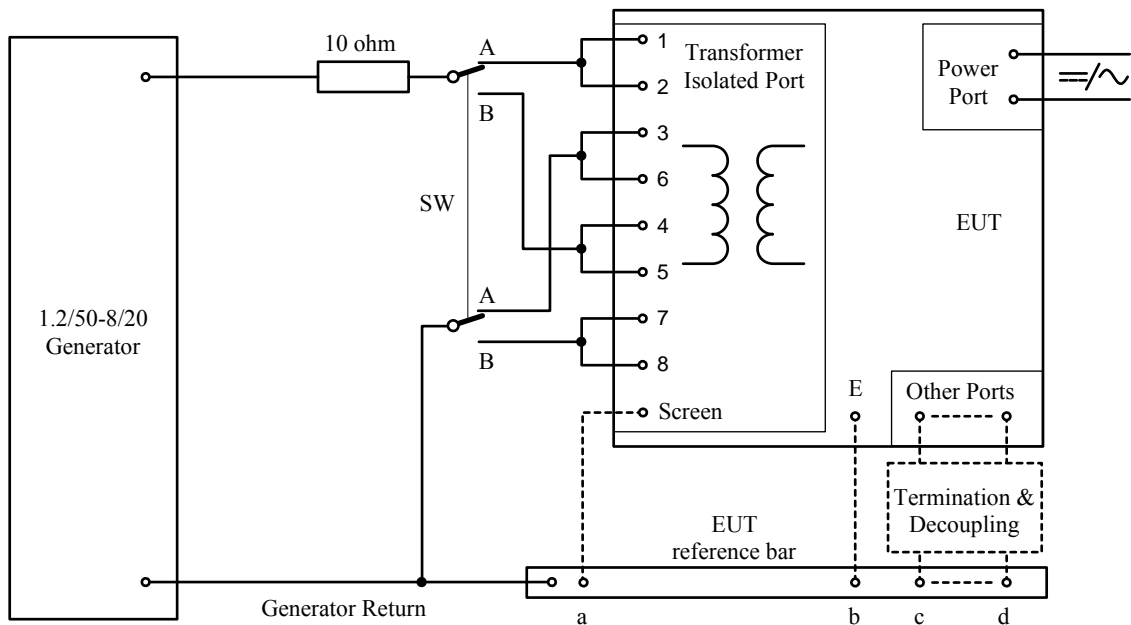 10 ohm
A
B
SW
A
B
1.2/50-8/20
Generator
Generator Return
1
2
3
6
4
5
7
8
Screen
Transformer
Isolated Port
Power
Port
EUT
E
Other Ports
Termination &
Decoupling
EUT
reference bar
a
b
c
d